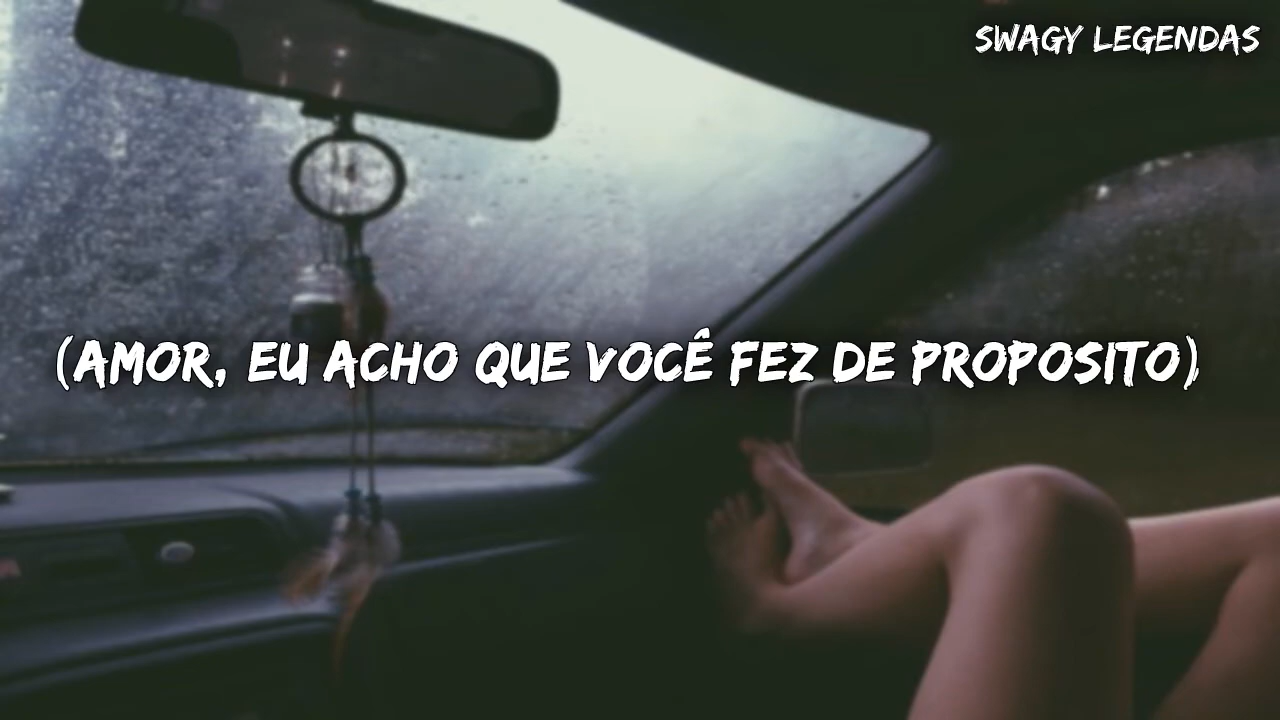 SWAGY LEGENDAS
(AMOR, EU ACHO QUE VOCÊ FEZ DE PROPOSITO)